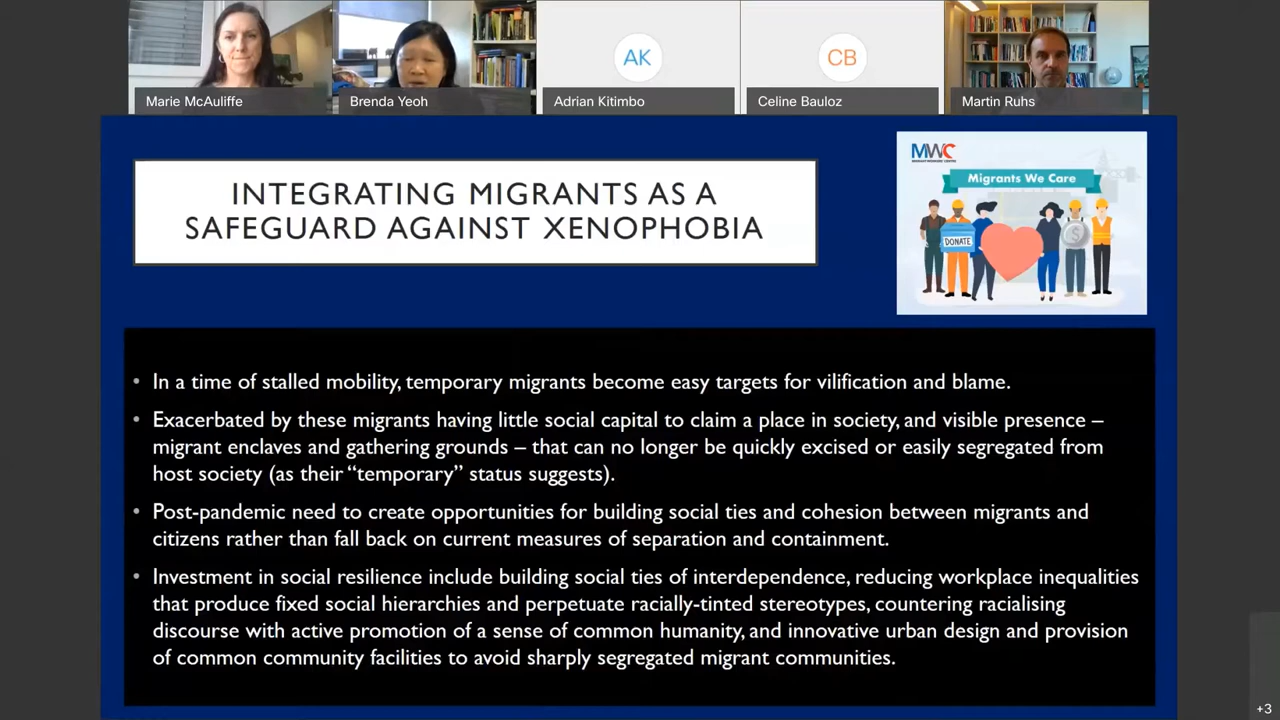 AK
CB
Marie McAuliffe
Brenda Yeoh
Adrian Kitimbo
Celine Bauloz
Martin Ruhs
INTEGRATING MIGRANTS AS A
SAFEGUARD AGAINST XENOPHOBIA
MWC
MIGRANT WORKERS' CENTRE
Migrants We Care
DONATE
$
• In a time of stalled mobility, temporary migrants become easy targets for vilification and blame.
• Exacerbated by these migrants having little social capital to claim a place in society, and visible presence –
migrant enclaves and gathering grounds – that can no longer be quickly excised or easily segregated from
host society (as their “temporary” status suggests).
• Post-pandemic need to create opportunities for building social ties and cohesion between migrants and
citizens rather than fall back on current measures of separation and containment.
• Investment in social resilience include building social ties of interdependence, reducing workplace inequalities
that produce fixed social hierarchies and perpetuate racially-tinted stereotypes, countering racialising
discourse with active promotion of a sense of common humanity, and innovative urban design and provision
of common community facilities to avoid sharply segregated migrant communities.
+3